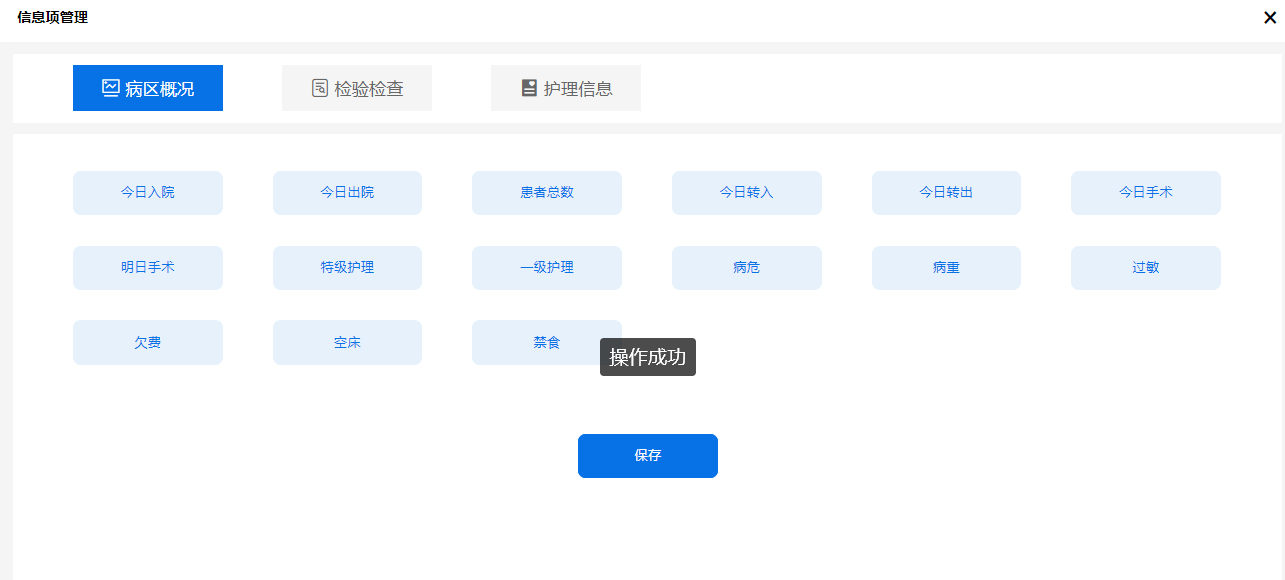 信息项管理
病区概况 检验检查 护理信息
今日入院 今日出院 患者总数 今日转入 今日转出 今日手术
明日手术 特级护理 一级护理 病危 病重 过敏
欠费 空床 禁食
操作成功
保存